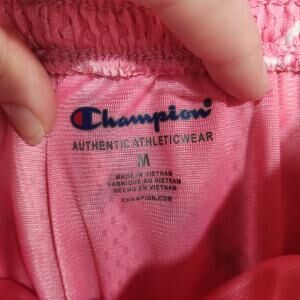 Champion
AUTHENTIC ATHLETICWEAR
M
MADE IN VIETNAM
FABRIQUÉ AU VIETNAM
HECHO EN VIETNAM
CHAMPION.COM